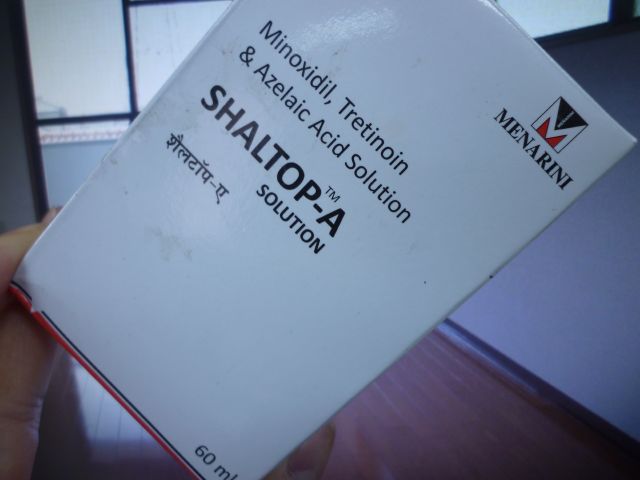 Minoxidil, Tretinoin
& Azelaic Acid Solution
SHALTOP-A™
SOLUTION
शैलटॉप-ए
MENARINI
60 ml